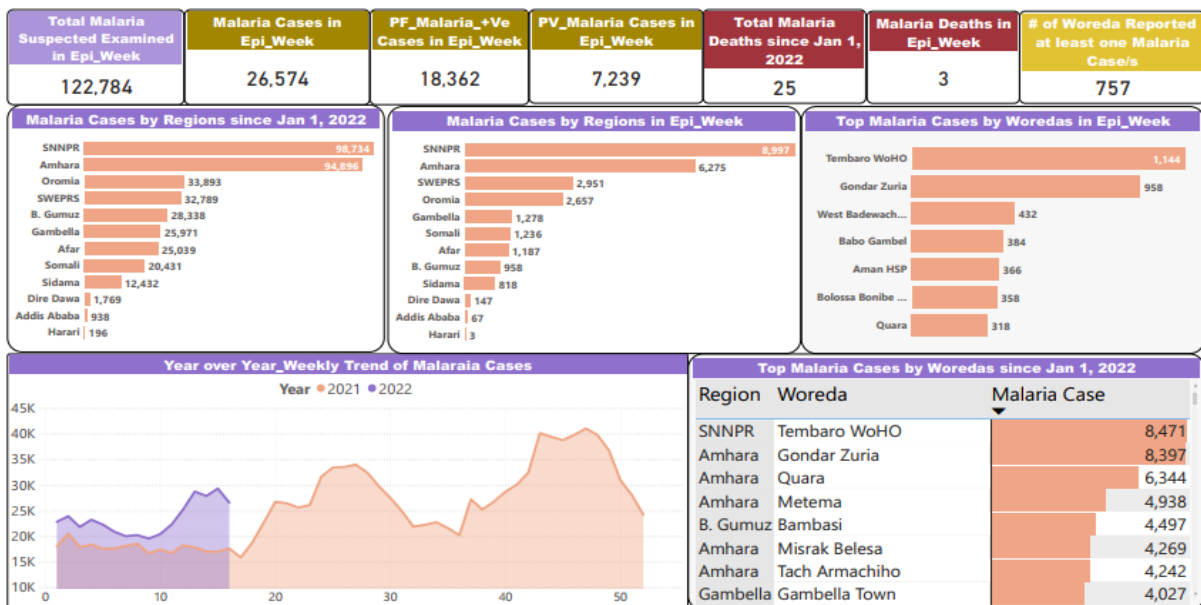 Total Malaria
Suspected Examined
in Epi_Week
122,784
Malaria Cases in
Epi_Week
26,574
PF_Malaria_+Ve
Cases in Epi_Week
18,362
PV_Malaria Cases in
Epi_Week
7,239
Total Malaria
Deaths since Jan 1,
2022
25
Malaria Deaths in
Epi_Week
3
# of Woreda Reported
at least one Malaria
Case/s
757
Malaria Cases by Regions since Jan 1, 2022
SNNPR 98,734
Amhara 94,896
Oromia 33,893
SWEPRS 32,789
B. Gumuz 28,338
Gambella 25,971
Afar 25,039
Somali 20,431
Sidama 12,432
Dire Dawa 1,769
Addis Ababa 938
Harari 196
Malaria Cases by Regions in Epi_Week
SNNPR 8,997
Amhara 6,275
SWEPRS 2,951
Oromia 2,657
Gambella 1,278
Somali 1,236
Afar 1,187
B. Gumuz 958
Sidama 818
Dire Dawa 147
Addis Ababa 67
Harari 3
Top Malaria Cases by Woredas in Epi_Week
Tembaro WoHO 1,144
Gondar Zuria 958
West Badewach... 432
Babo Gambel 384
Aman HSP 366
Bolossa Bonibe ... 358
Quara 318
Year over Year_Weekly Trend of Malaraia Cases
Year 2021 2022
45K
40K
35K
30K
25K
20K
15K
10K
0 10 20 30 40 50
Top Malaria Cases by Woredas since Jan 1, 2022
Region Woreda Malaria Case
SNNPR Tembaro WoHO 8,471
Amhara Gondar Zuria 8,397
Amhara Quara 6,344
Amhara Metema 4,938
B. Gumuz Bambasi 4,497
Amhara Misrak Belesa 4,269
Amhara Tach Armachiho 4,242
Gambella Gambella Town 4,027